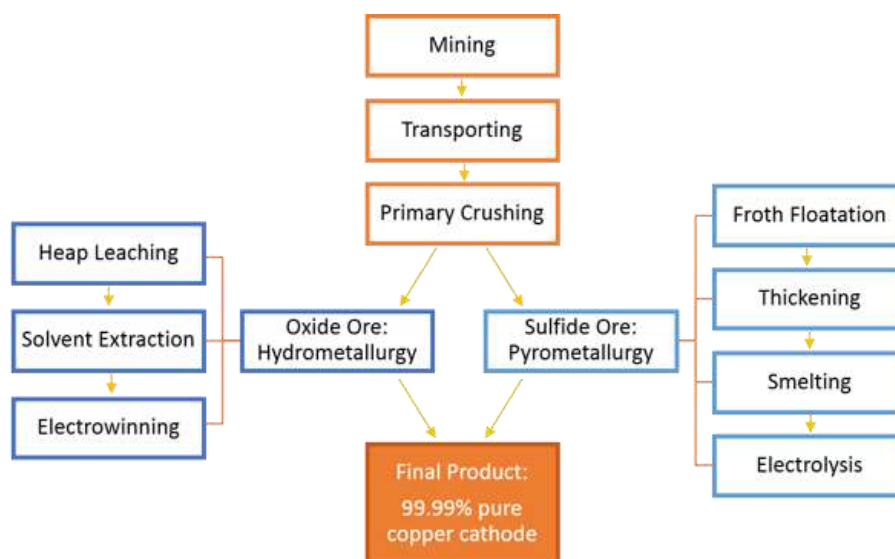 Mining
Transporting
Primary Crushing
Heap Leaching
Solvent Extraction
Electrowinning
Oxide Ore:
Hydrometallurgy
Sulfide Ore:
Pyrometallurgy
Froth Floatation
Thickening
Smelting
Electrolysis
Final Product:
99.99% pure
copper cathode